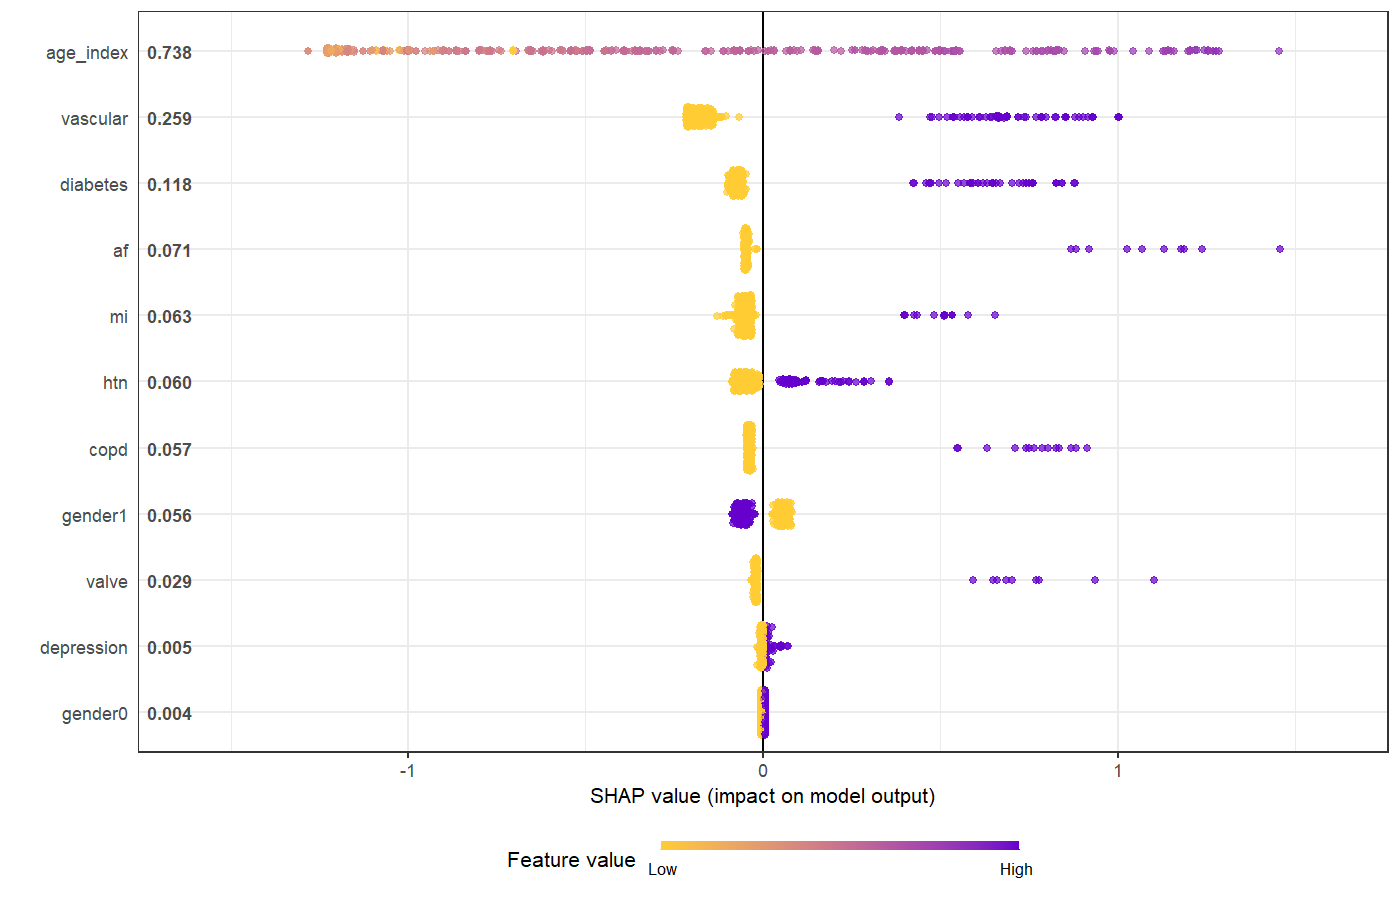 age_index 0.738
vascular 0.259
diabetes 0.118
af 0.071
mi 0.063
htn 0.060
copd 0.057
gender1 0.056
valve 0.029
depression 0.005
gender0 0.004
-1 0 1
SHAP value (impact on model output)
Feature value
Low High